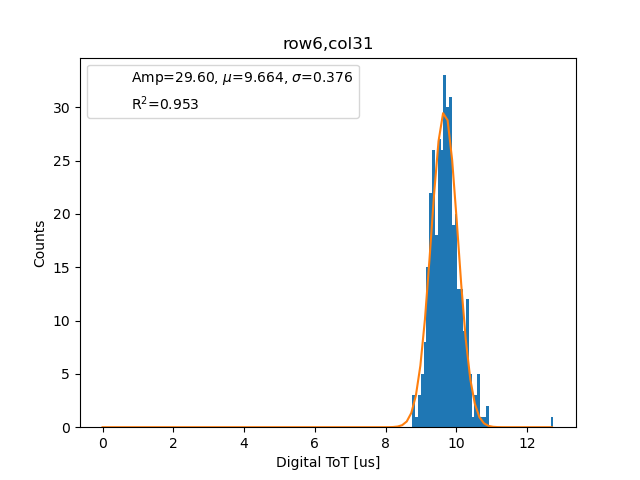 row6,col31
Amp=29.60, μ=9.664, σ=0.376
R²=0.953
30
25
20
15
10
5
0
Counts
0 2 4 6 8 10 12
Digital ToT [us]